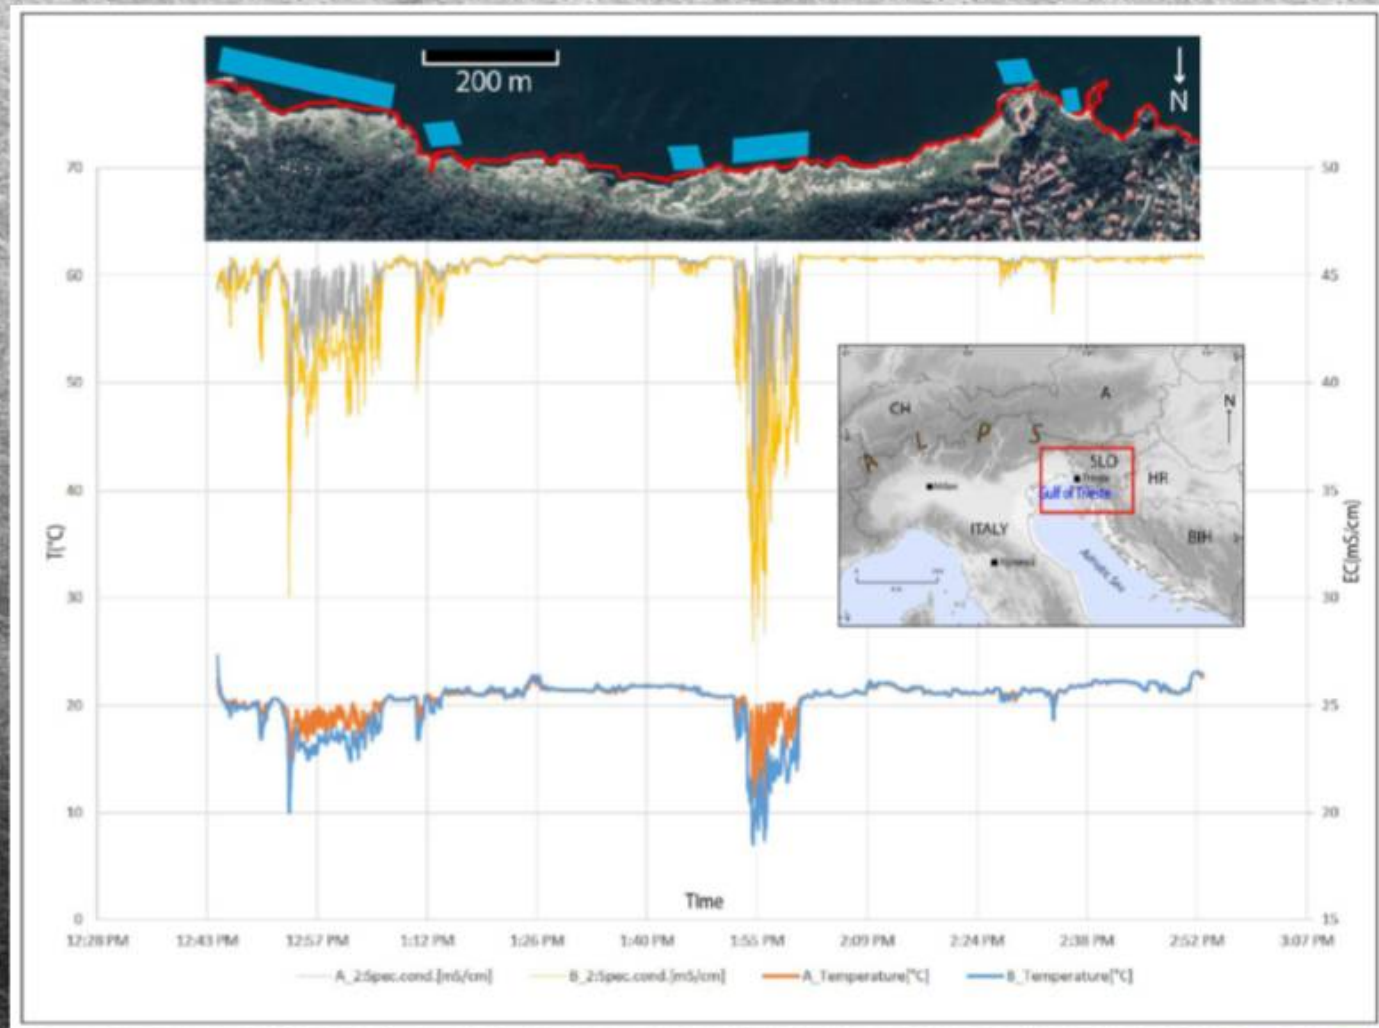 200 m
N
70
50
60
45
50
40
40
35
30
30
20
25
10
20
0
15
T(°C)
EC(mS/cm)
CH
A
N
A L P S
SLO
Trieste
HR
Gulf of Trieste
Milan
ITALY
BIH
Adriatic Sea
Time
12:28 PM 12:43 PM 12:57 PM 1:12 PM 1:26 PM 1:40 PM 1:55 PM 2:09 PM 2:24 PM 2:38 PM 2:52 PM 3:07 PM
A_2:Spec.cond.[mS/cm] B_2:Spec.cond.[mS/cm] A_Temperature[°C] B_Temperature[°C]